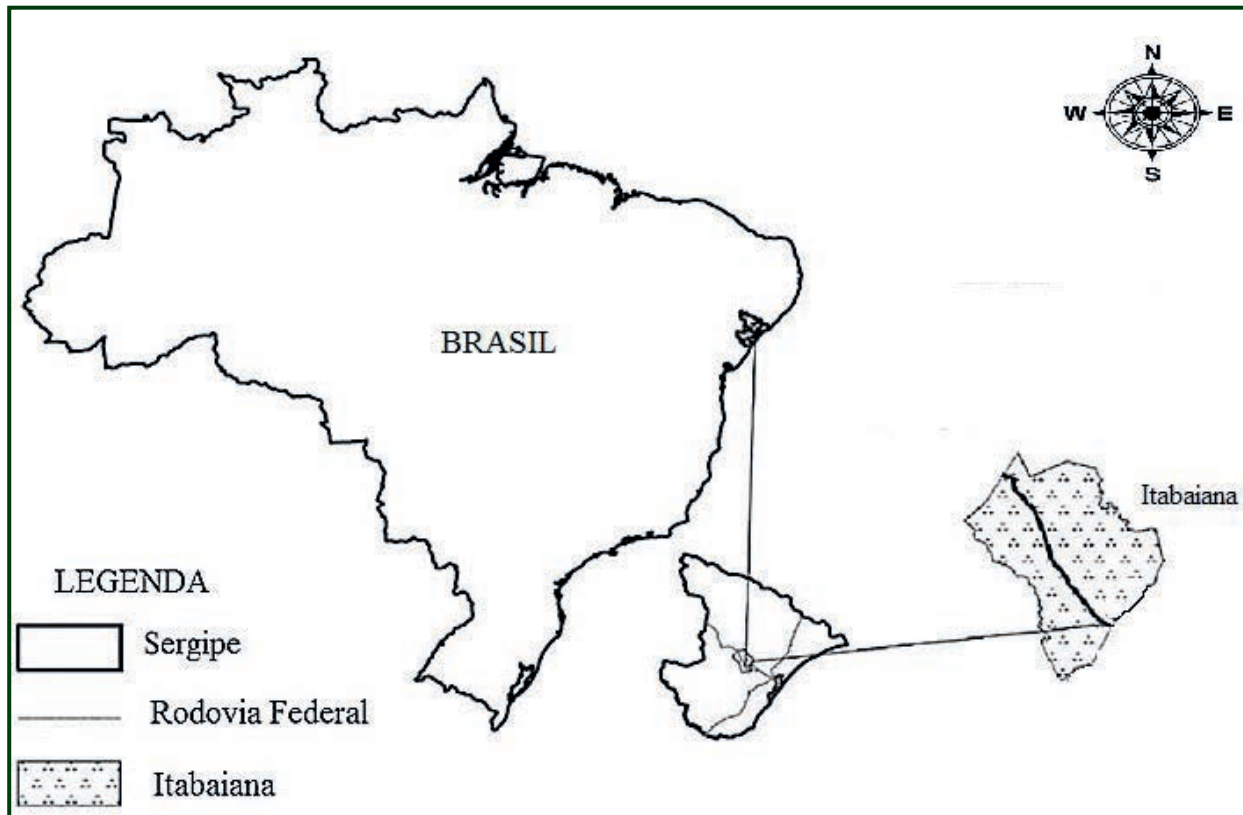 N
W E
S
BRASIL
Itabaiana
LEGENDA
Sergipe
Rodovia Federal
Itabaiana